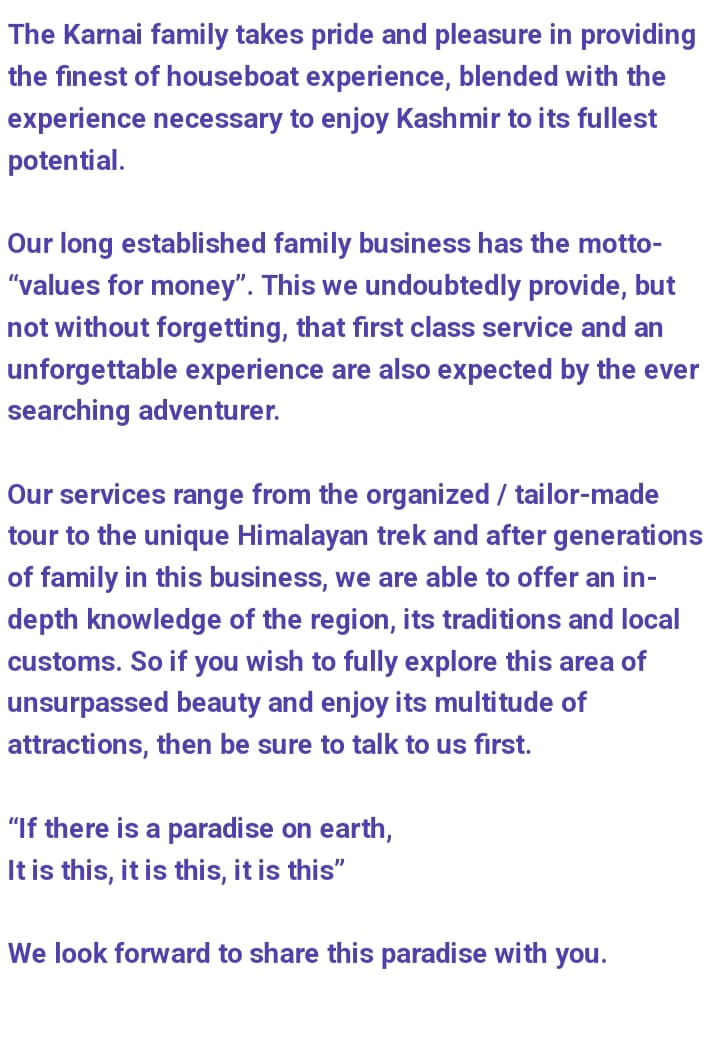 The Karnai family takes pride and pleasure in providing
the finest of houseboat experience, blended with the
experience necessary to enjoy Kashmir to its fullest
potential.
Our long established family business has the motto-
“values for money”. This we undoubtedly provide, but
not without forgetting, that first class service and an
unforgettable experience are also expected by the ever
searching adventurer.
Our services range from the organized / tailor-made
tour to the unique Himalayan trek and after generations
of family in this business, we are able to offer an in-
depth knowledge of the region, its traditions and local
customs. So if you wish to fully explore this area of
unsurpassed beauty and enjoy its multitude of
attractions, then be sure to talk to us first.
“If there is a paradise on earth,
It is this, it is this, it is this”
We look forward to share this paradise with you.